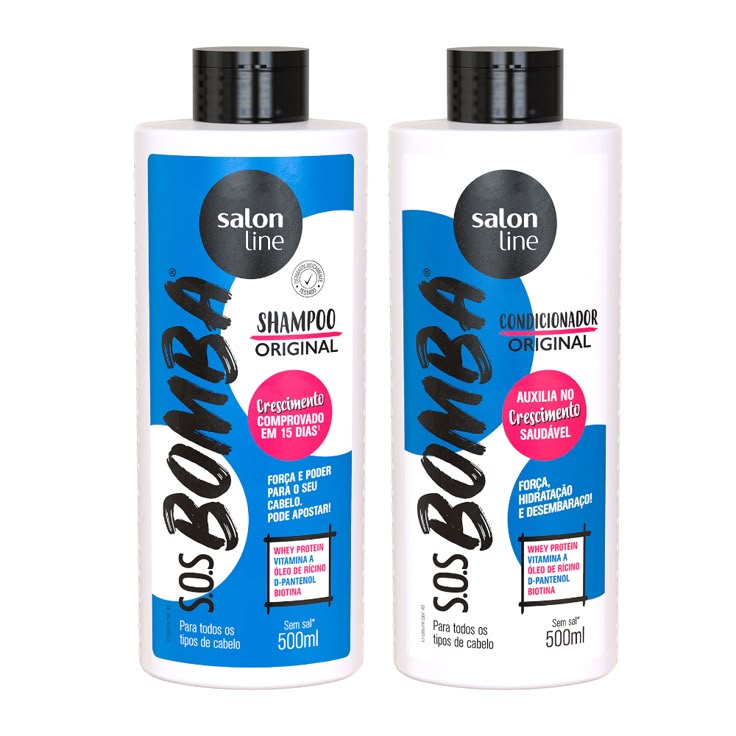 salon
line
S.O.S BOMBA®
TESTADO
SHAMPOO
ORIGINAL
Crescimento
COMPROVADO
EM 15 DIAS¹
FORÇA E PODER
PARA O SEU
CABELO.
PODE APOSTAR!
WHEY PROTEIN
VITAMINA A
ÓLEO DE RÍCINO
D-PANTENOL
BIOTINA
Para todos os
tipos de cabelo
Sem sal*
500ml
salon
line
S.O.S BOMBA®
CONDICIONADOR
ORIGINAL
AUXILIA NO
Crescimento
SAUDÁVEL
FORÇA,
HIDRATAÇÃO
E DESEMBARAÇO!
WHEY PROTEIN
VITAMINA A
ÓLEO DE RÍCINO
D-PANTENOL
BIOTINA
Para todos os
tipos de cabelo
Sem sal*
500ml